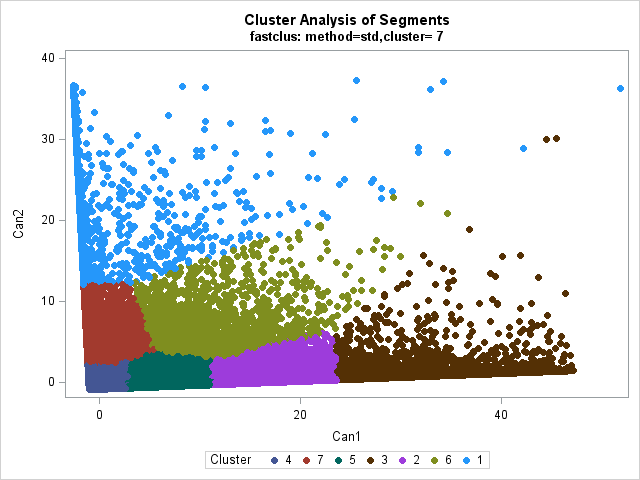 Cluster Analysis of Segments
fastclus: method=std,cluster= 7
40
30
20
10
0
Can2
0 20 40
Can1
Cluster 4 7 5 3 2 6 1